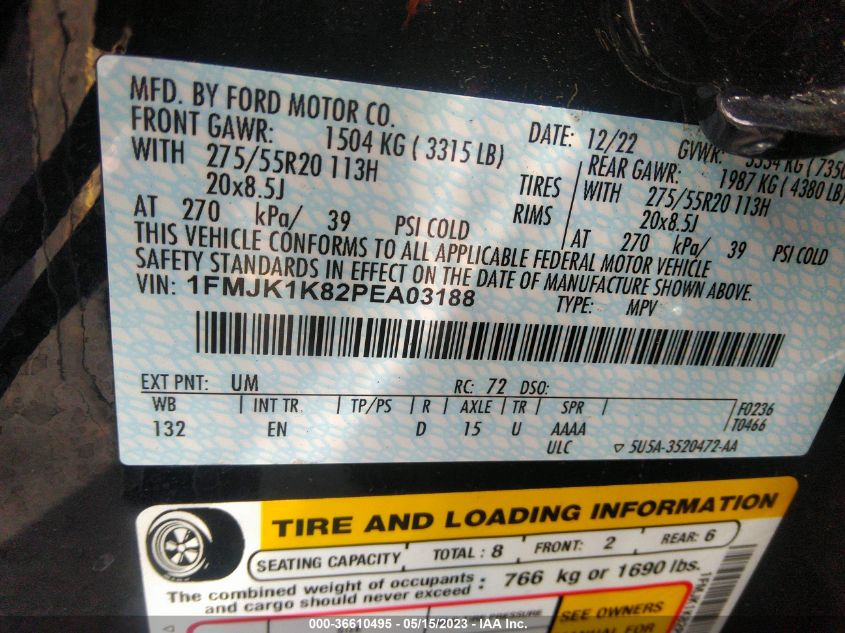 MFD. BY FORD MOTOR CO.
DATE: 12/22 GVWR: 3334 KG (7350
FRONT GAWR: 1504 KG ( 3315 LB) REAR GAWR: 1987 KG ( 4380 LB)
WITH 275/55R20 113H TIRES WITH 275/55R20 113H
20x8.5J RIMS 20x8.5J
AT 270 kPa/ 39 PSI COLD AT 270 kPa/ 39 PSI COLD
THIS VEHICLE CONFORMS TO ALL APPLICABLE FEDERAL MOTOR VEHICLE
SAFETY STANDARDS IN EFFECT ON THE DATE OF MANUFACTURE SHOWN ABOVE.
VIN: 1FMJK1K82PEA03188 TYPE: MPV
EXT PNT: UM RC: 72 DSO:
WB INT TR. TP/PS R AXLE TR SPR F0236
132 EN D 15 U AAAA T0466
ULC ▽ 5U5A-3520472-AA
TIRE AND LOADING INFORMATION
SEATING CAPACITY TOTAL : 8 FRONT: 2 REAR: 6
The combined weight of occupants
and cargo should never exceed : 766 kg or 1690 lbs.
SEE OWNERS
MANUAL FOR
000-36610495 - 05/15/2023 - IAA Inc.